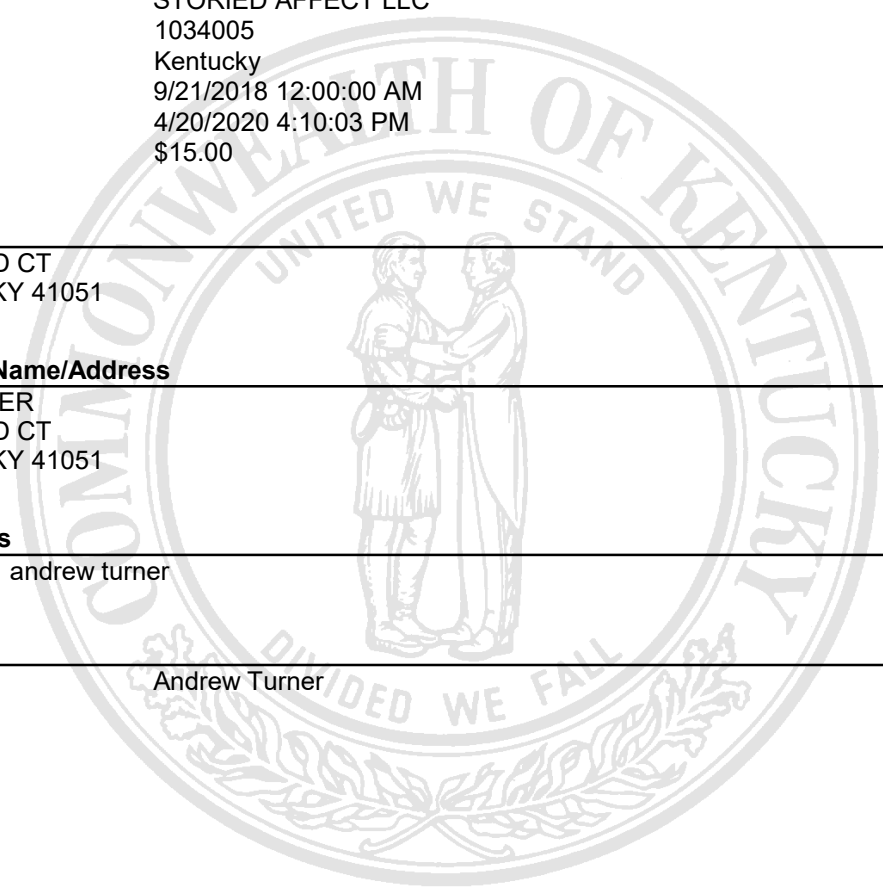 STORIED AFFECT LLC
1034005
Kentucky
9/21/2018 12:00:00 AM
4/20/2020 4:10:03 PM
$15.00
CT
KY 41051
Name/Address
ER
CT
KY 41051
s
andrew turner
Andrew Turner
COMMONWEALTH OF KENTUCKY
UNITED WE STAND
DIVIDED WE FALL